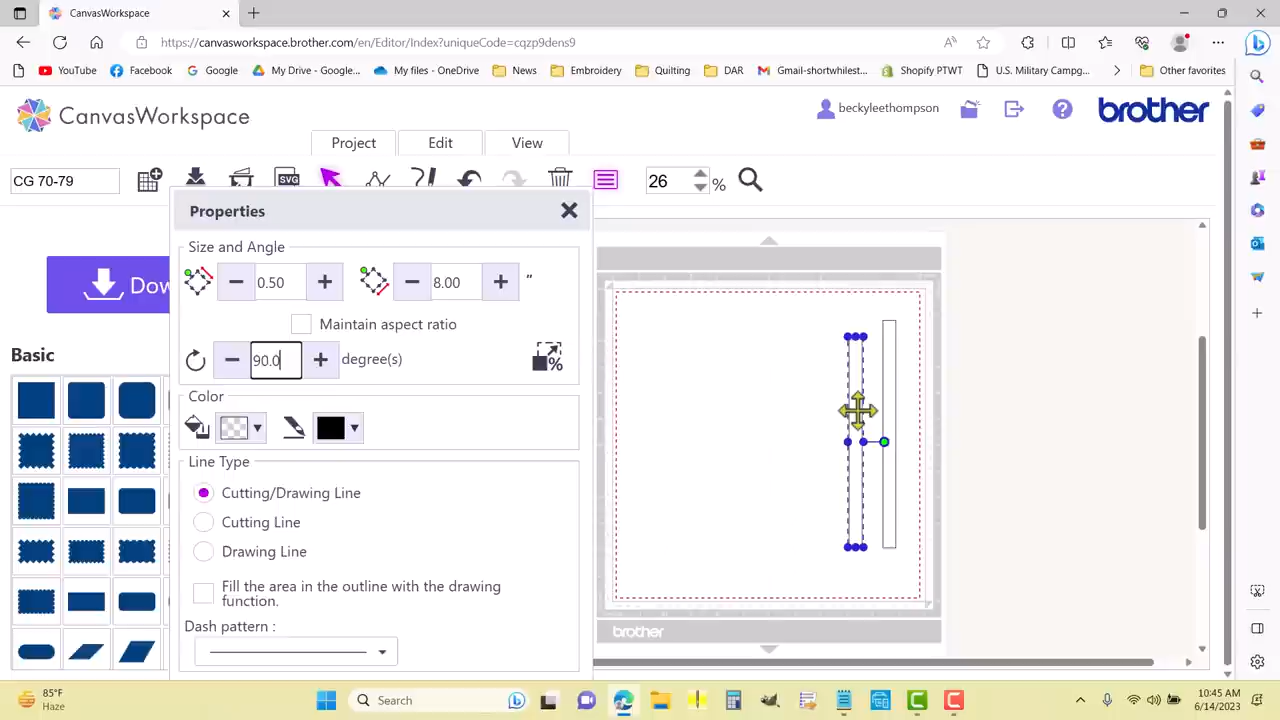 CanvasWorkspace
https://canvasworkspace.brother.com/en/Editor/Index?uniqueCode=cqzp9dens9
YouTube
Facebook
Google
My Drive - Google...
My files - OneDrive
News
Embroidery
Quilting
DAR
Gmail-shortwhilest...
Shopify PTWT
U.S. Military Campg...
Other favorites
CanvasWorkspace
beckyleethompson
brother
Project
Edit
View
CG 70-79
SVG
26
%
Properties
Size and Angle
0.50
8.00
"
Maintain aspect ratio
90.0
degree(s)
%
Dow
Basic
Color
Line Type
Cutting/Drawing Line
Cutting Line
Drawing Line
Fill the area in the outline with the drawing
function.
Dash pattern :
brother
85°F
Haze
Search
10:45 AM
6/14/2023